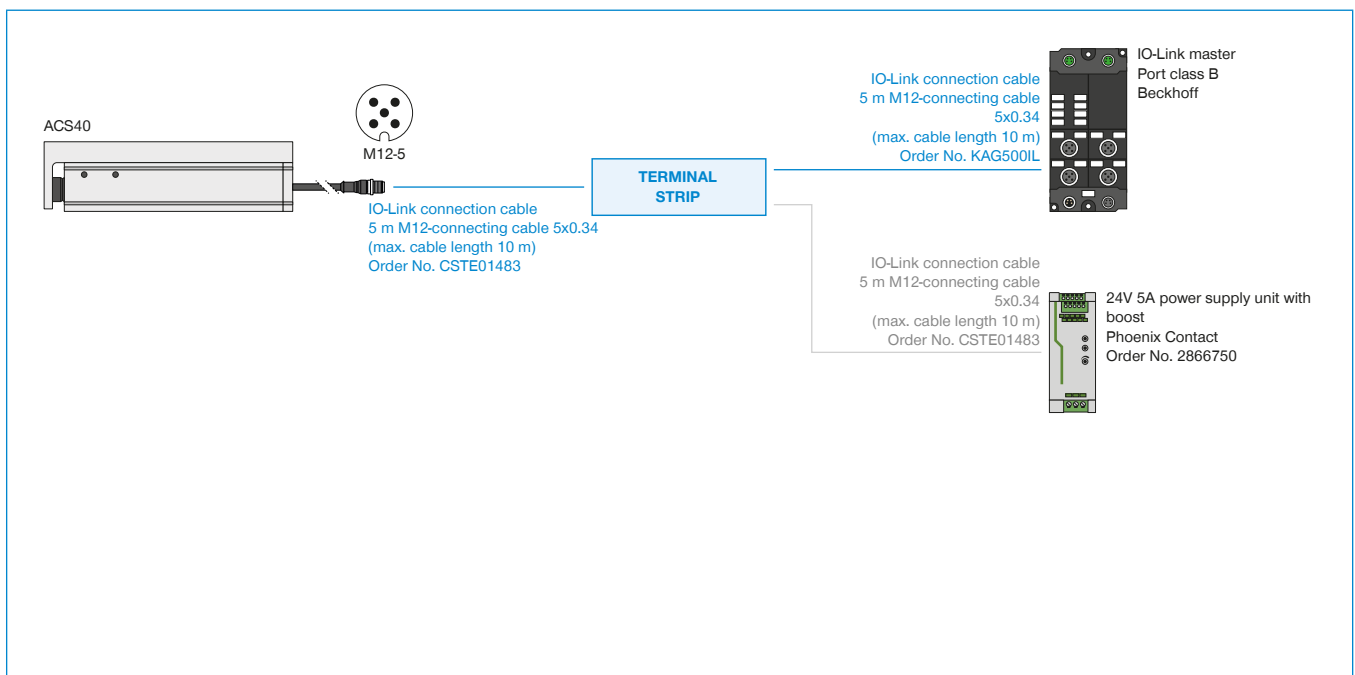 ACS40
M12-5
IO-Link connection cable
5 m M12-connecting cable 5x0.34
(max. cable length 10 m)
Order No. CSTE01483
TERMINAL
STRIP
IO-Link connection cable
5 m M12-connecting cable
5x0.34
(max. cable length 10 m)
Order No. KAG500IL
IO-Link master
Port class B
Beckhoff
IO-Link connection cable
5 m M12-connecting cable
5x0.34
(max. cable length 10 m)
Order No. CSTE01483
24V 5A power supply unit with
boost
Phoenix Contact
Order No. 2866750